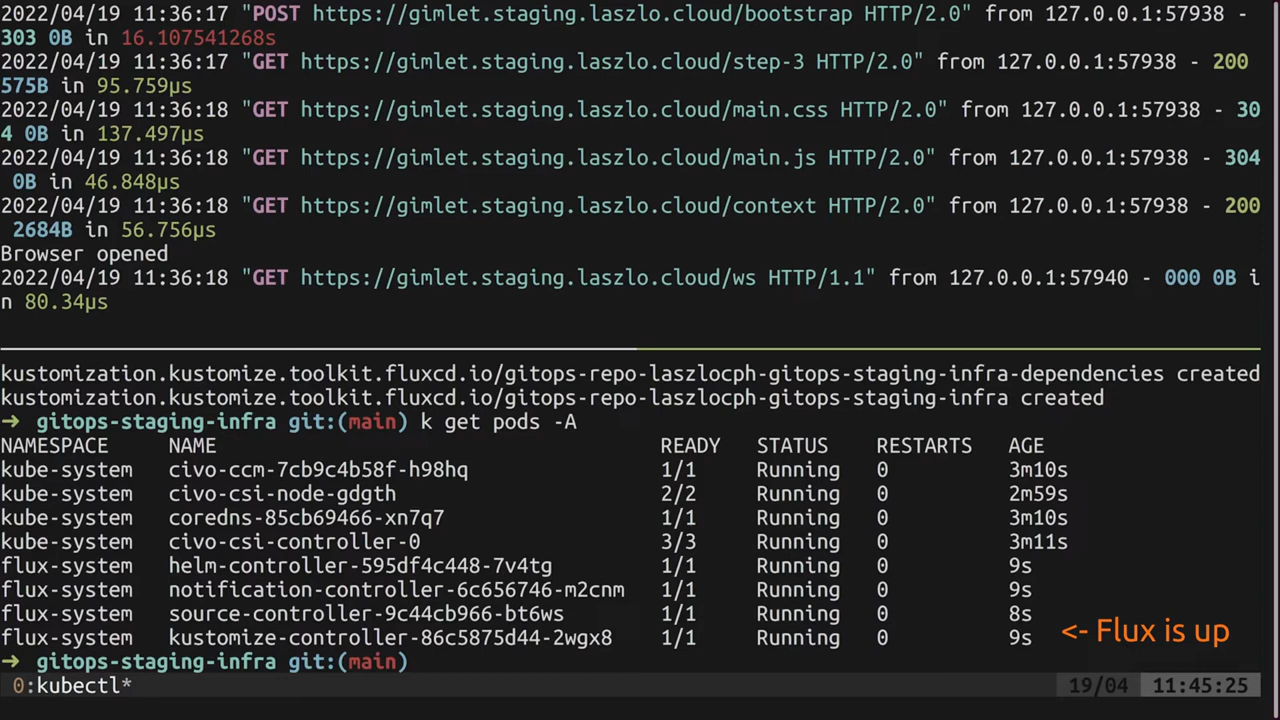 2022/04/19 11:36:17 "POST https://gimlet.staging.laszlo.cloud/bootstrap HTTP/2.0" from 127.0.0.1:57938 -
303 0B in 16.107541268s
2022/04/19 11:36:17 "GET https://gimlet.staging.laszlo.cloud/step-3 HTTP/2.0" from 127.0.0.1:57938 - 200
575B in 95.759µs
2022/04/19 11:36:18 "GET https://gimlet.staging.laszlo.cloud/main.css HTTP/2.0" from 127.0.0.1:57938 - 30
4 0B in 137.497µs
2022/04/19 11:36:18 "GET https://gimlet.staging.laszlo.cloud/main.js HTTP/2.0" from 127.0.0.1:57938 - 304
0B in 46.848µs
2022/04/19 11:36:18 "GET https://gimlet.staging.laszlo.cloud/context HTTP/2.0" from 127.0.0.1:57938 - 200
2684B in 56.756µs
Browser opened
2022/04/19 11:36:18 "GET https://gimlet.staging.laszlo.cloud/ws HTTP/1.1" from 127.0.0.1:57940 - 000 0B i
n 80.34µs
kustomization.kustomize.toolkit.fluxcd.io/gitops-repo-laszlocph-gitops-staging-infra-dependencies created
kustomization.kustomize.toolkit.fluxcd.io/gitops-repo-laszlocph-gitops-staging-infra created
➜ gitops-staging-infra git:(main) k get pods -A
NAMESPACE NAME READY STATUS RESTARTS AGE
kube-system civo-ccm-7cb9c4b58f-h98hq 1/1 Running 0 3m10s
kube-system civo-csi-node-gdgth 2/2 Running 0 2m59s
kube-system coredns-85cb69466-xn7q7 1/1 Running 0 3m10s
kube-system civo-csi-controller-0 3/3 Running 0 3m11s
flux-system helm-controller-595df4c448-7v4tg 1/1 Running 0 9s
flux-system notification-controller-6c656746-m2cnm 1/1 Running 0 9s
flux-system source-controller-9c44cb966-bt6ws 1/1 Running 0 8s
flux-system kustomize-controller-86c5875d44-2wgx8 1/1 Running 0 9s <- Flux is up
➜ gitops-staging-infra git:(main)
0:kubectl* 19/04 11:45:25